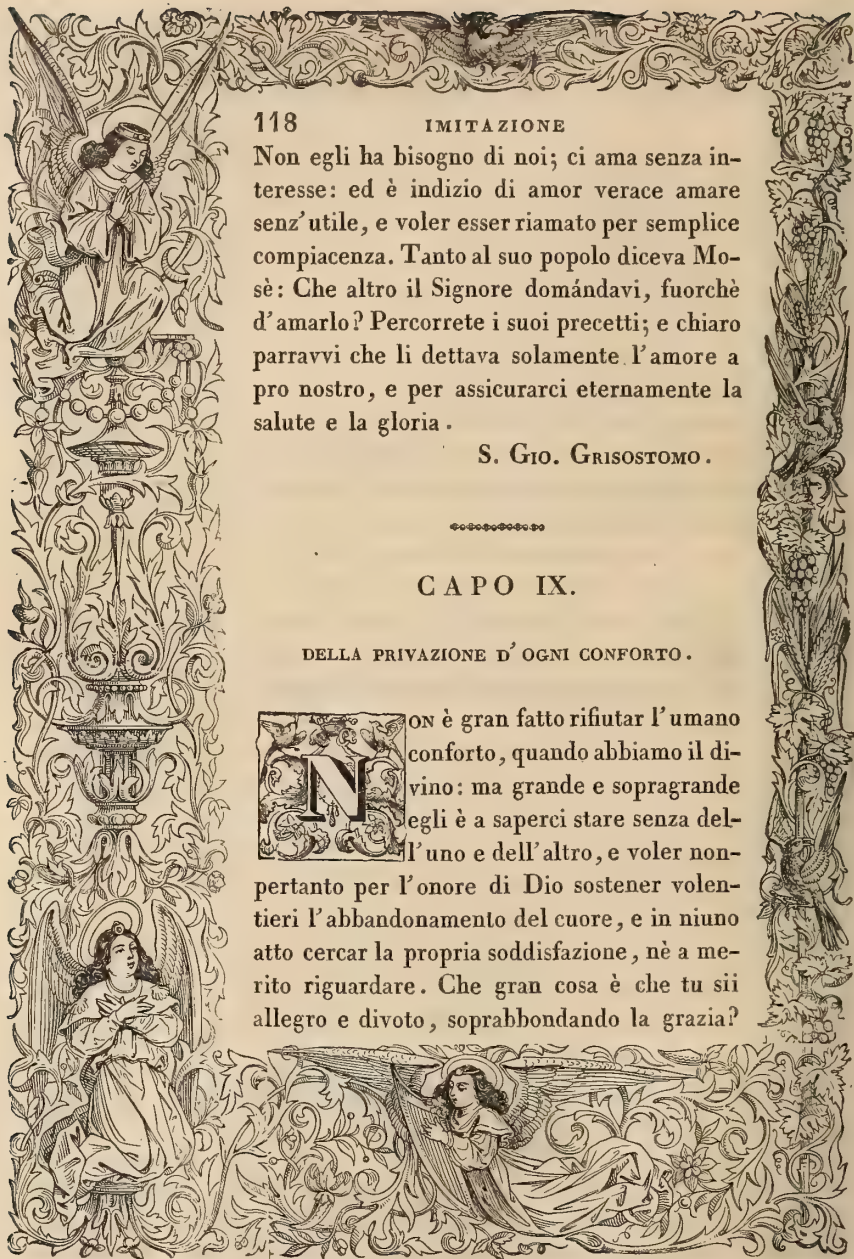 118 IMITAZIONE
Non egli ha bisogno di noi; ci ama senza in-
teresse: ed è indizio di amor verace amare
senz'utile, e voler esser riamato per semplice
compiacenza. Tanto al suo popolo diceva Mo-
sè: Che altro il Signore domándavi, fuorchè
d'amarlo? Percorrete i suoi precetti; e chiaro
parravvi che li dettava solamente l'amore a
pro nostro, e per assicurarci eternamente la
salute e la gloria.
S. GIO. GRISOSTOMO.
CAPO IX.
DELLA PRIVAZIONE D'OGNI CONFORTO.
NON è gran fatto rifiutar l'umano
conforto, quando abbiamo il di-
vino: ma grande e sopragrande
egli è a saperci stare senza del-
l'uno e dell'altro, e voler non-
pertanto per l'onore di Dio sostener volen-
tieri l'abbandonamento del cuore, e in niuno
atto cercar la propria soddisfazione, nè a me-
rito riguardare. Che gran cosa è che tu sii
allegro e divoto, soprabbondando la grazia?